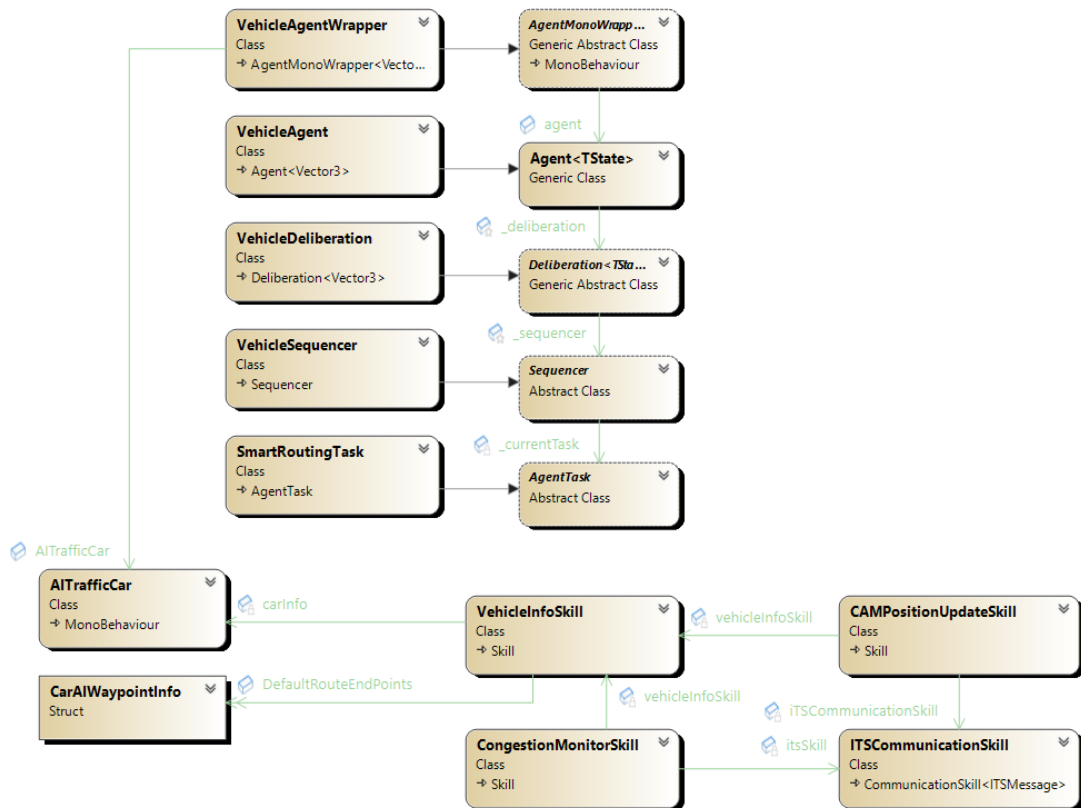 VehicleAgentWrapper
Class
→ AgentMonoWrapper<Vecto...
AgentMonoWrapp...
Generic Abstract Class
→ MonoBehaviour
agent
VehicleAgent
Class
→ Agent<Vector3>
Agent<TState>
Generic Class
_deliberation
VehicleDeliberation
Class
→ Deliberation<Vector3>
Deliberation<TSta...
Generic Abstract Class
_sequencer
VehicleSequencer
Class
→ Sequencer
Sequencer
Abstract Class
_currentTask
SmartRoutingTask
Class
→ AgentTask
AgentTask
Abstract Class
AITrafficCar
AITrafficCar
Class
→ MonoBehaviour
carInfo
VehicleInfoSkill
Class
→ Skill
vehicleInfoSkill
CAMPositionUpdateSkill
Class
→ Skill
CarAIWaypointInfo
Struct
DefaultRouteEndPoints
vehicleInfoSkill
iTSCommunicationSkill
CongestionMonitorSkill
Class
→ Skill
itsSkill
ITSCommunicationSkill
Class
→ CommunicationSkill<ITSMessage>